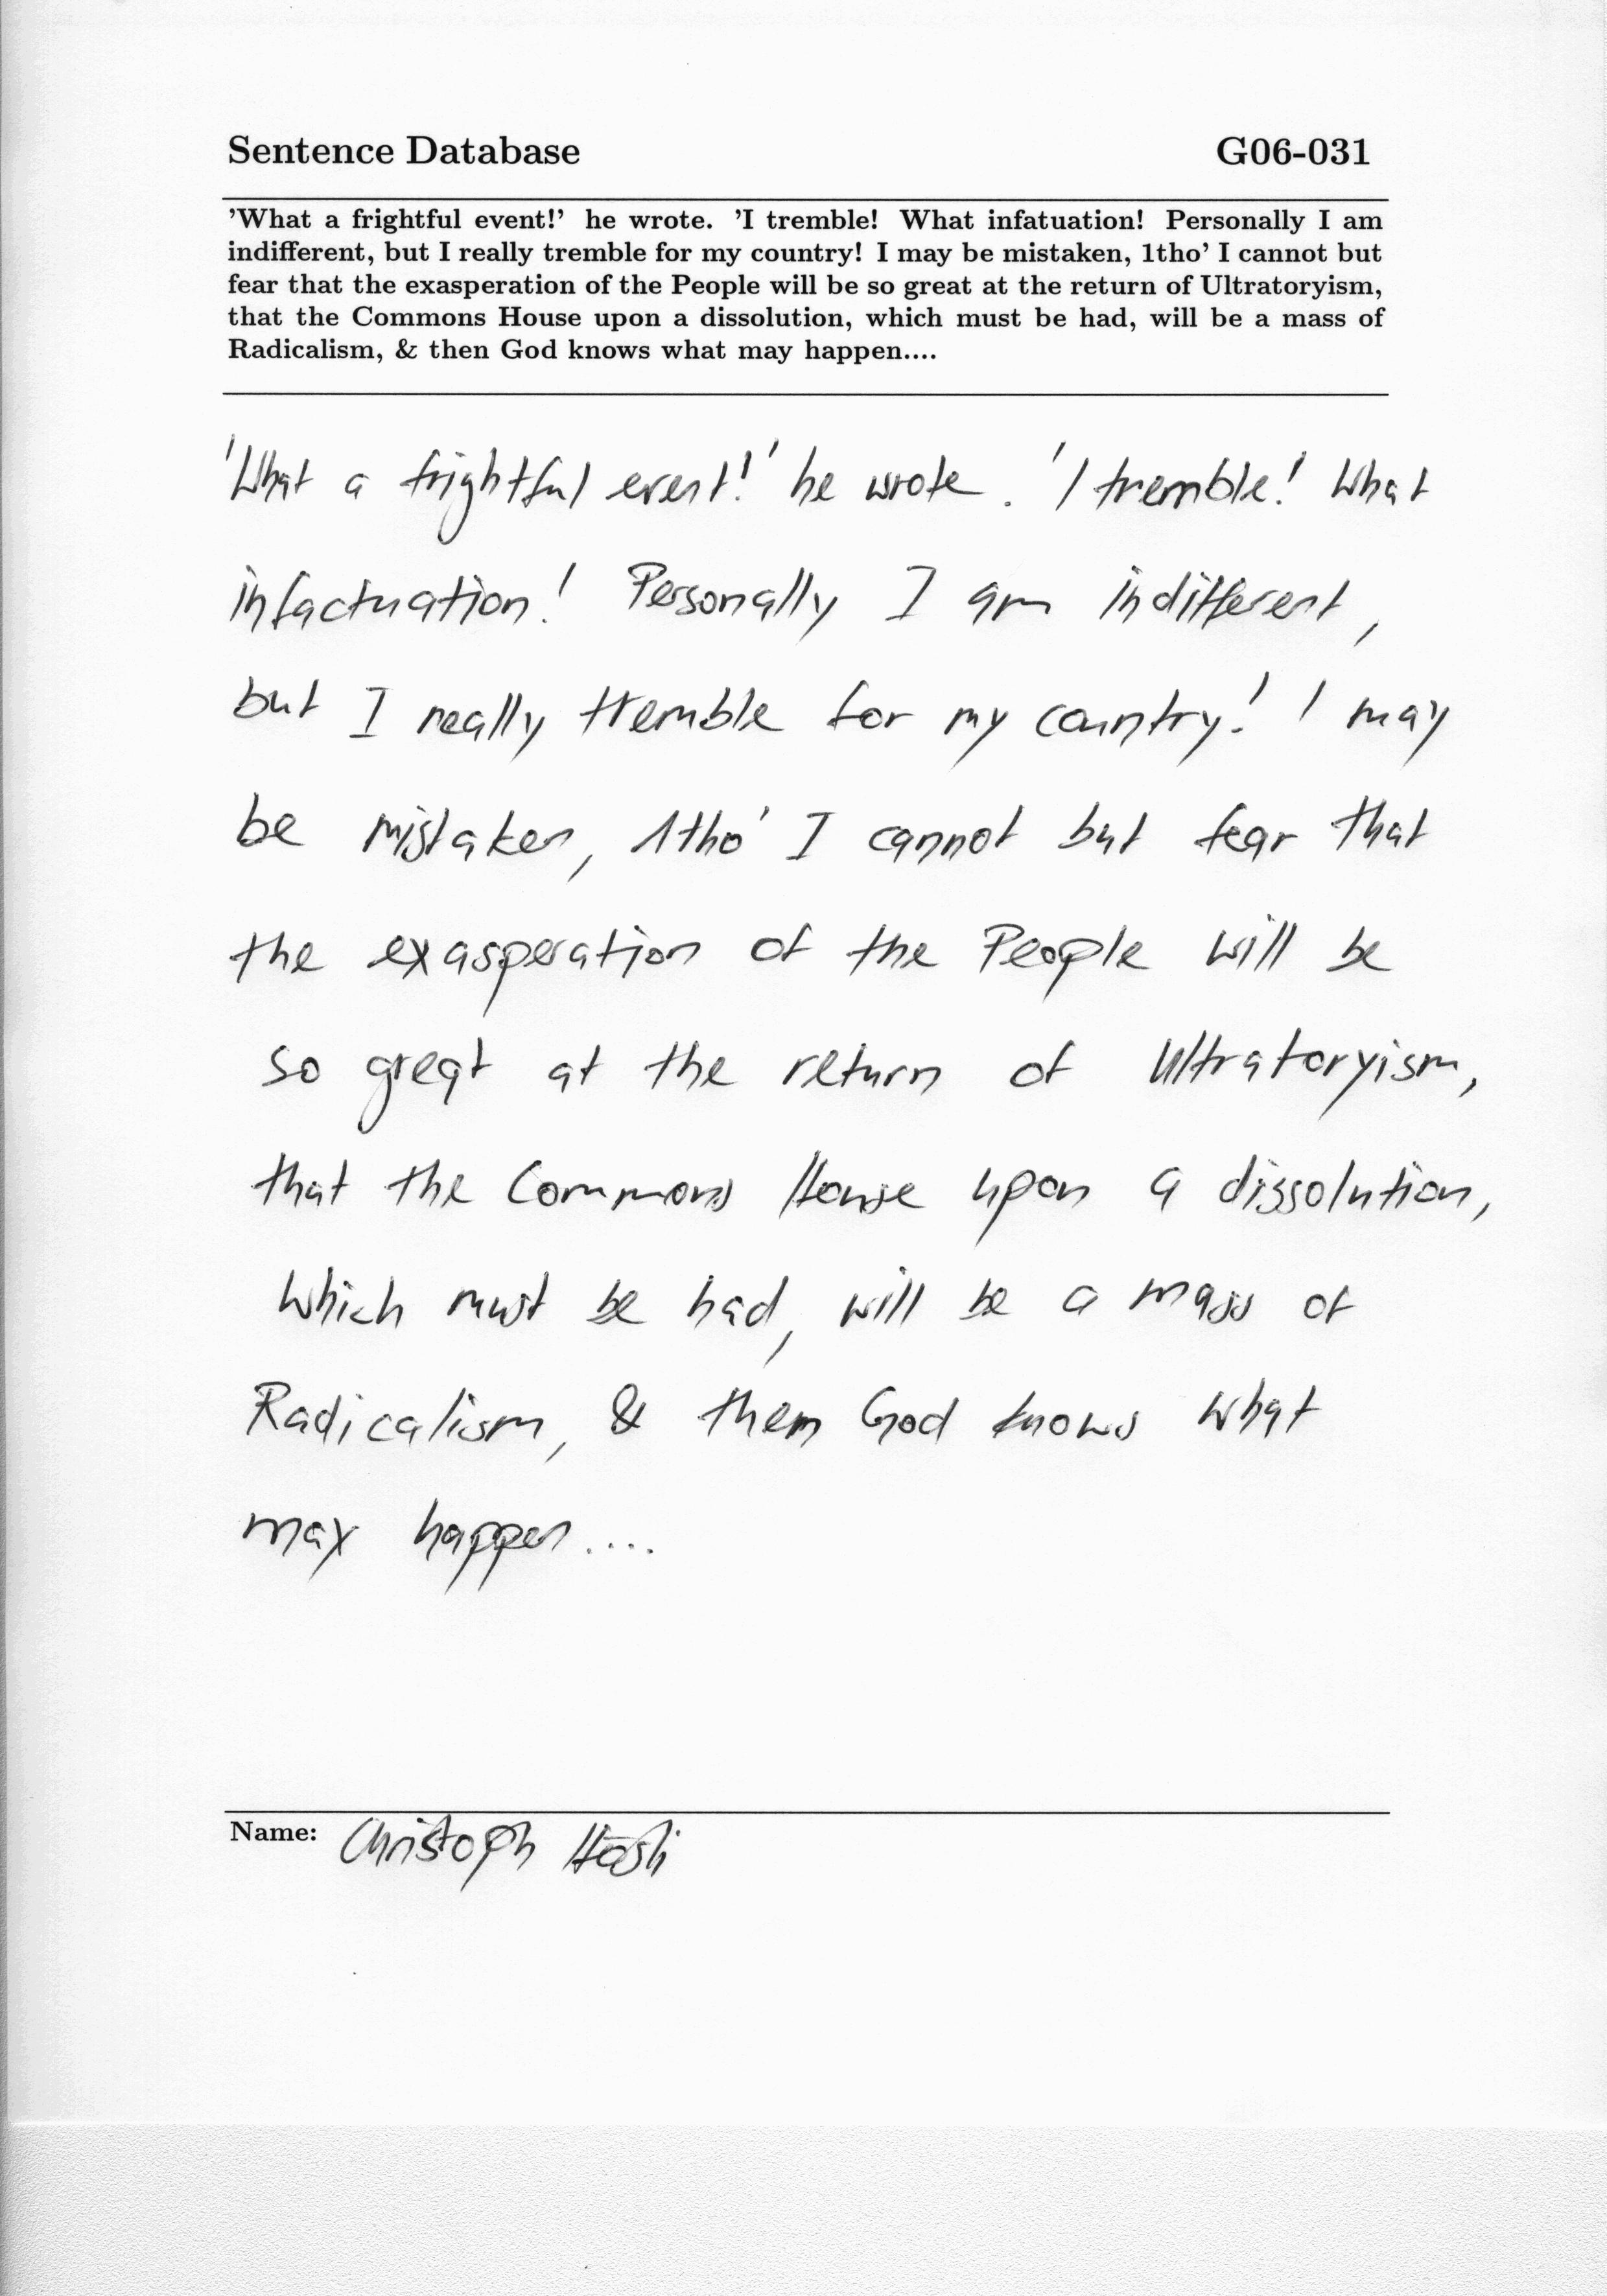 Sentence Database G06-031
'What a frightful event!' he wrote. 'I tremble! What infatuation! Personally I am
indifferent, but I really tremble for my country! I may be mistaken, 1tho' I cannot but
fear that the exasperation of the People will be so great at the return of Ultratoryism,
that the Commons House upon a dissolution, which must be had, will be a mass of
Radicalism, & then God knows what may happen....
'What a frightful event!' he wrote. 'I tremble! What
infactuation! Personally I am indifferent,
but I really tremble for my country! I may
be mistaken, 1tho' I cannot but fear that
the exasperation of the People will be
so great at the return of Ultratoryism,
that the Commons House upon a dissolution,
which must be had, will be a mass of
Radicalism, & them God knows what
may happen....
Name: Christoph